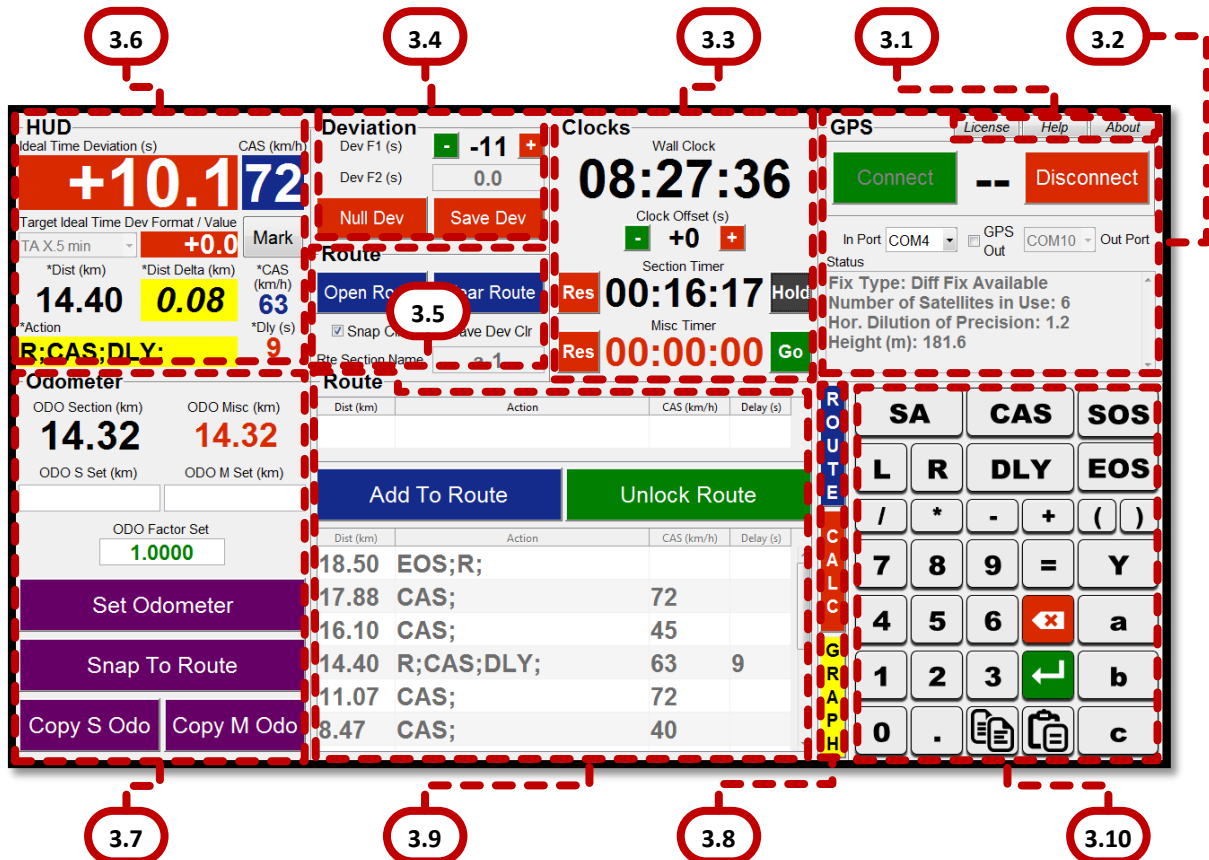 3.6
3.4
3.3
3.1
3.2
HUD
Ideal Time Deviation (s) CAS (km/h)
+10.1 72
Target Ideal Time Dev Format / Value
TA X.5 min +0.0 Mark
*Dist (km) *Dist Delta (km) *CAS (km/h)
14.40 0.08 63
*Action *Dly (s)
R;CAS;DLY; 9
Deviation
Dev F1 (s) - -11 +
Dev F2 (s) 0.0
Null Dev Save Dev
Route
Open Route
3.5
Snap Save Dev Clr
Rte Section Name a-1
Clocks
Wall Clock
08:27:36
Clock Offset (s)
- +0 +
Section Timer
Res 00:16:17 Hold
Misc Timer
Res 00:00:00 Go
GPS License Help About
Connect -- Disconnect
In Port COM4 GPS Out COM10 Out Port
Status
Fix Type: Diff Fix Available
Number of Satellites in Use: 6
Hor. Dilution of Precision: 1.2
Height (m): 181.6
Odometer
ODO Section (km) ODO Misc (km)
14.32 14.32
ODO S Set (km) ODO M Set (km)
ODO Factor Set
1.0000
Set Odometer
Snap To Route
Copy S Odo Copy M Odo
Route
Dist (km) Action CAS (km/h) Delay (s)
Add To Route Unlock Route
Dist (km) Action CAS (km/h) Delay (s)
18.50 EOS;R;
17.88 CAS; 72
16.10 CAS; 45
14.40 R;CAS;DLY; 63 9
11.07 CAS; 72
8.47 CAS; 40
ROUTE
CALC
GRAPH
SA CAS SOS
L R DLY EOS
/ * - + ( )
7 8 9 = Y
4 5 6 a
1 2 3 b
0 . c
3.7
3.9
3.8
3.10